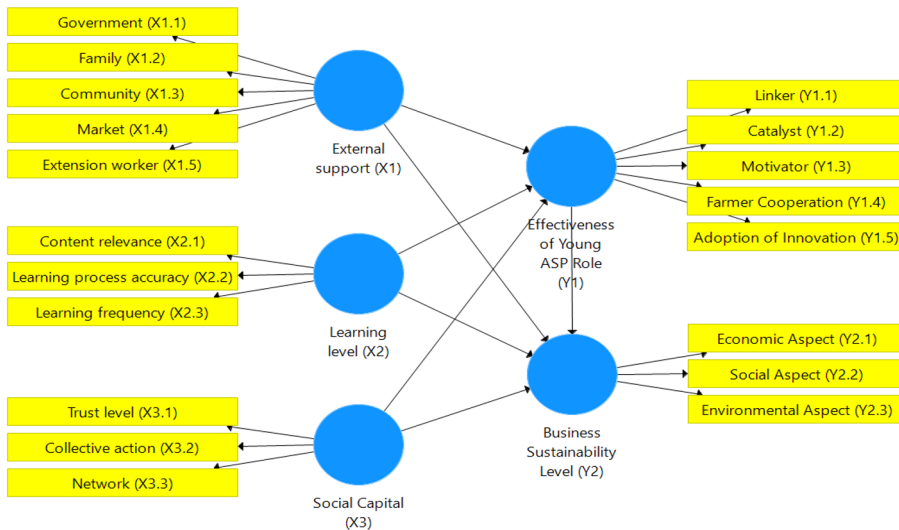 Government (X1.1)
Family (X1.2)
Community (X1.3)
Market (X1.4)
Extension worker (X1.5)
External
support (X1)
Content relevance (X2.1)
Learning process accuracy (X2.2)
Learning frequency (X2.3)
Learning
level (X2)
Trust level (X3.1)
Collective action (X3.2)
Network (X3.3)
Social Capital
(X3)
Effectiveness
of Young
ASP Role
(Y1)
Linker (Y1.1)
Catalyst (Y1.2)
Motivator (Y1.3)
Farmer Cooperation (Y1.4)
Adoption of Innovation (Y1.5)
Business
Sustainability
Level (Y2)
Economic Aspect (Y2.1)
Social Aspect (Y2.2)
Environmental Aspect (Y2.3)